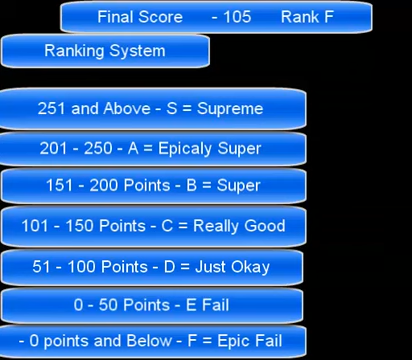 Final Score - 105 Rank F
Ranking System
251 and Above - S = Supreme
201 - 250 - A = Epicaly Super
151 - 200 Points - B = Super
101 - 150 Points - C = Really Good
51 - 100 Points - D = Just Okay
0 - 50 Points - E Fail
- 0 points and Below - F = Epic Fail